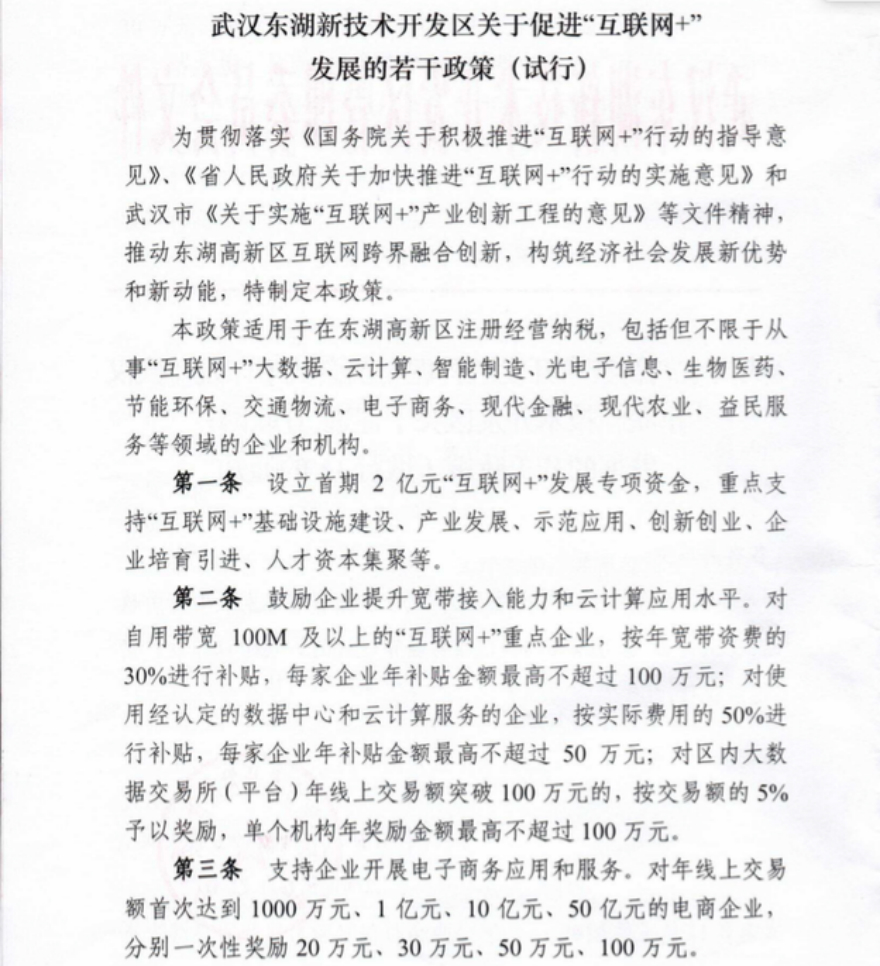 武汉东湖新技术开发区关于促进“互联网+”
发展的若干政策（试行）
为贯彻落实《国务院关于积极推进“互联网+”行动的指导意
见》、《省人民政府关于加快推进“互联网+”行动的实施意见》和
武汉市《关于实施“互联网+”产业创新工程的意见》等文件精神，
推动东湖高新区互联网跨界融合创新，构筑经济社会发展新优势
和新动能，特制定本政策。
本政策适用于在东湖高新区注册经营纳税，包括但不限于从
事“互联网+”大数据、云计算、智能制造、光电子信息、生物医药、
节能环保、交通物流、电子商务、现代金融、现代农业、益民服
务等领域的企业和机构。
第一条 设立首期 2 亿元“互联网+”发展专项资金，重点支
持“互联网+”基础设施建设、产业发展、示范应用、创新创业、企
业培育引进、人才资本集聚等。
第二条 鼓励企业提升宽带接入能力和云计算应用水平。对
自用带宽 100M 及以上的“互联网+”重点企业，按年宽带资费的
30%进行补贴，每家企业年补贴金额最高不超过 100 万元；对使
用经认定的数据中心和云计算服务的企业，按实际费用的 50%进
行补贴，每家企业年补贴金额最高不超过 50 万元；对区内大数
据交易所（平台）年线上交易额突破 100 万元的，按交易额的 5%
予以奖励，单个机构年奖励金额最高不超过 100 万元。
第三条 支持企业开展电子商务应用和服务。对年线上交易
额首次达到 1000 万元、1 亿元、10 亿元、50 亿元的电商企业，
分别一次性奖励 20 万元、30 万元、50 万元、100 万元。